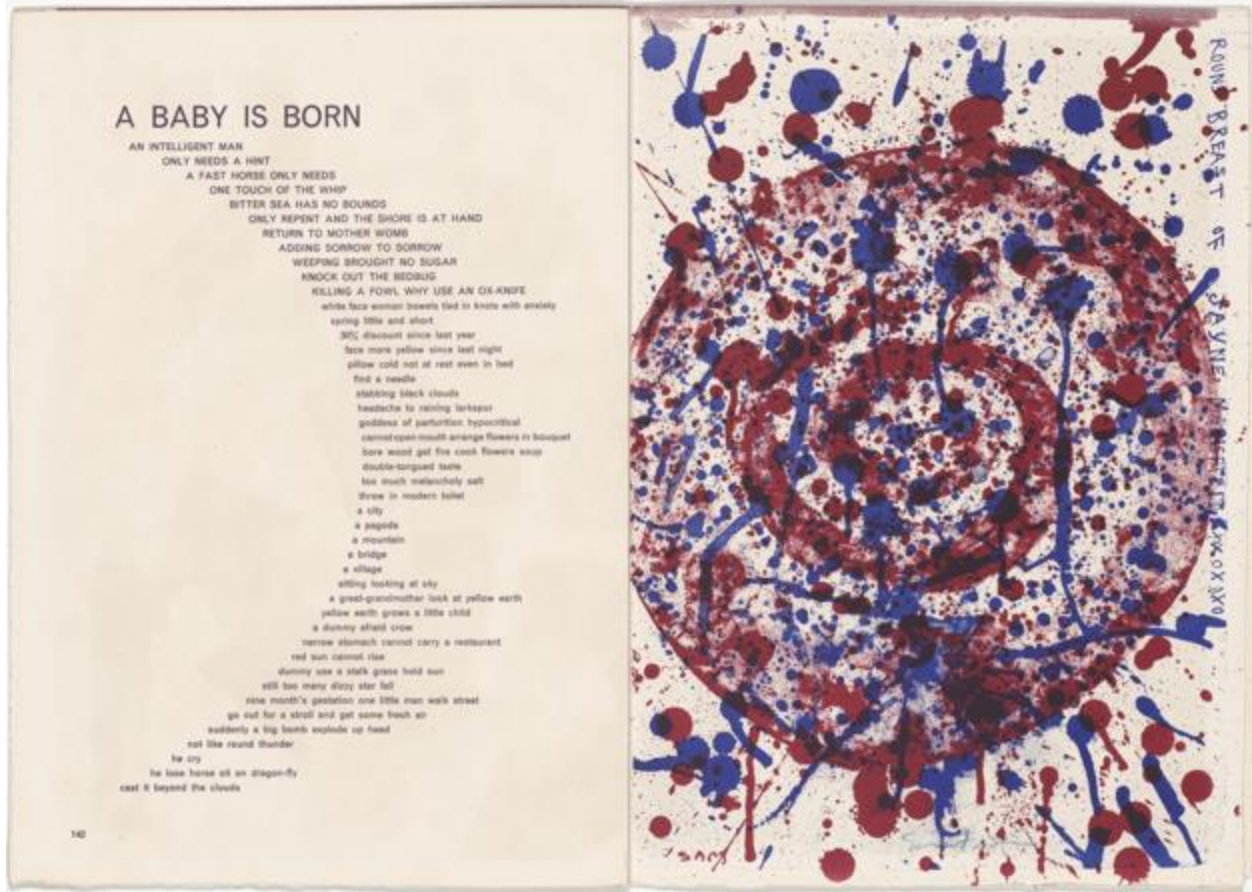 A BABY IS BORN
AN INTELLIGENT MAN
ONLY NEEDS A HINT
A FAST HORSE ONLY NEEDS
ONE TOUCH OF THE WHIP
BITTER SEA HAS NO BOUNDS
ONLY REPENT AND THE SHORE IS AT HAND
RETURN TO MOTHER WOMB
ADDING SORROW TO SORROW
WEEPING BROUGHT NO SUGAR
KNOCK OUT THE BEDBUG
KILLING A FOWL WHY USE AN OX-KNIFE
white face woman bowels tied in knots with anxiety
spring little and short
discount since last year
face more yellow since last night
pillow cold not at rest even in bed
find a needle
stabbing black clouds
headache to raining larkspur
goddess of parturition hypocritical
cannot open mouth arrange flowers in bouquet
bore wood get fire cook flowers soup
double-tongued taste
too much melancholy salt
throw in modern toilet
a city
a pagoda
a mountain
a bridge
a village
sitting looking at sky
a great-grandmother look at yellow earth
yellow earth grows a little child
a dummy afield crow
narrow stomach cannot carry a restaurant
red sun cannot rise
dummy use a stalk grass hold sun
still too many dizzy star fall
nine month's gestation one little man walk street
go out for a stroll and get some fresh air
suddenly a big bomb explode up head
not like round thunder
he cry
he lose horse sit on dragon-fly
cast it beyond the clouds
142
ROUND BREAST OF JAYNE